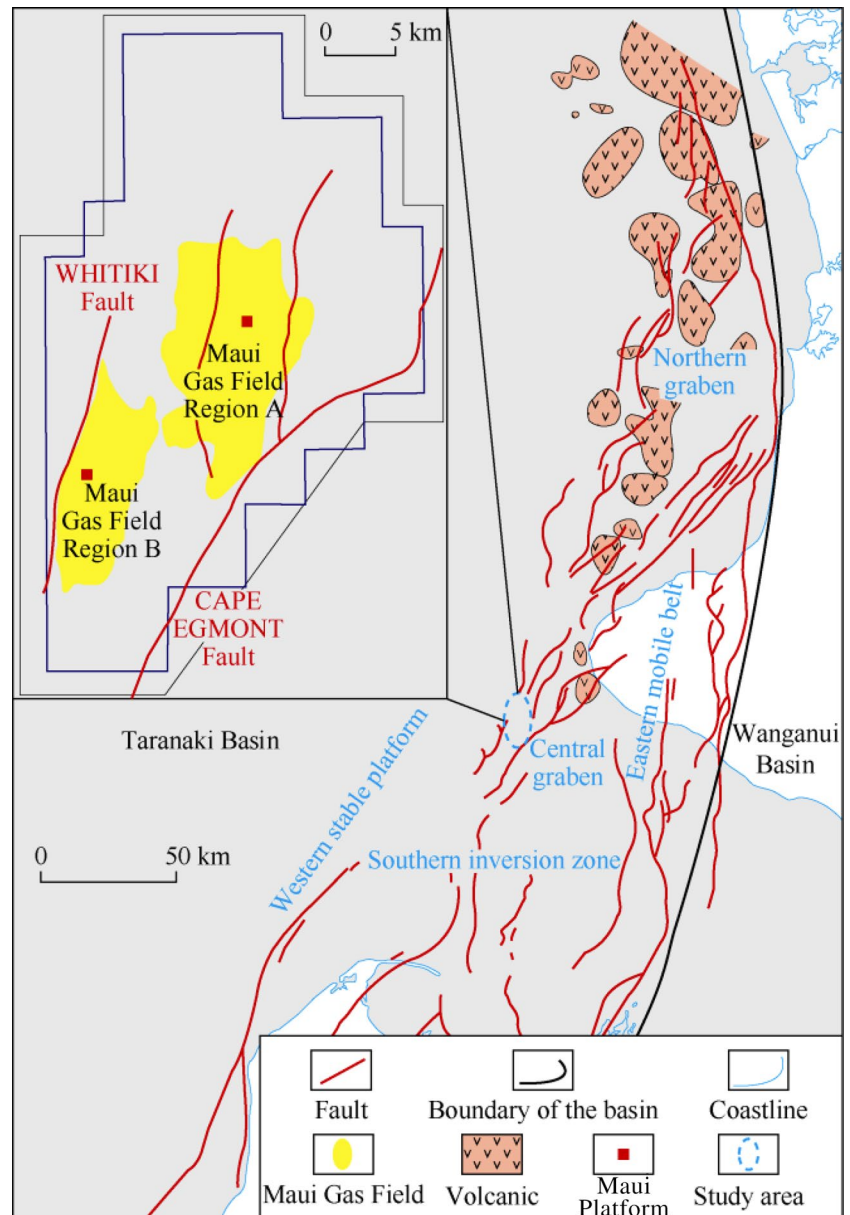 0 5 km
WHITIKI
Fault
Maui
Gas Field
Region A
Maui
Gas Field
Region B
CAPE
EGMONT
Fault
Northern
graben
Eastern mobile belt
Taranaki Basin
Western stable platform
Central
graben
Wanganui
Basin
0 50 km
Southern inversion zone
Fault
Boundary of the basin
Coastline
Maui Gas Field
Volcanic
Maui
Platform
Study area